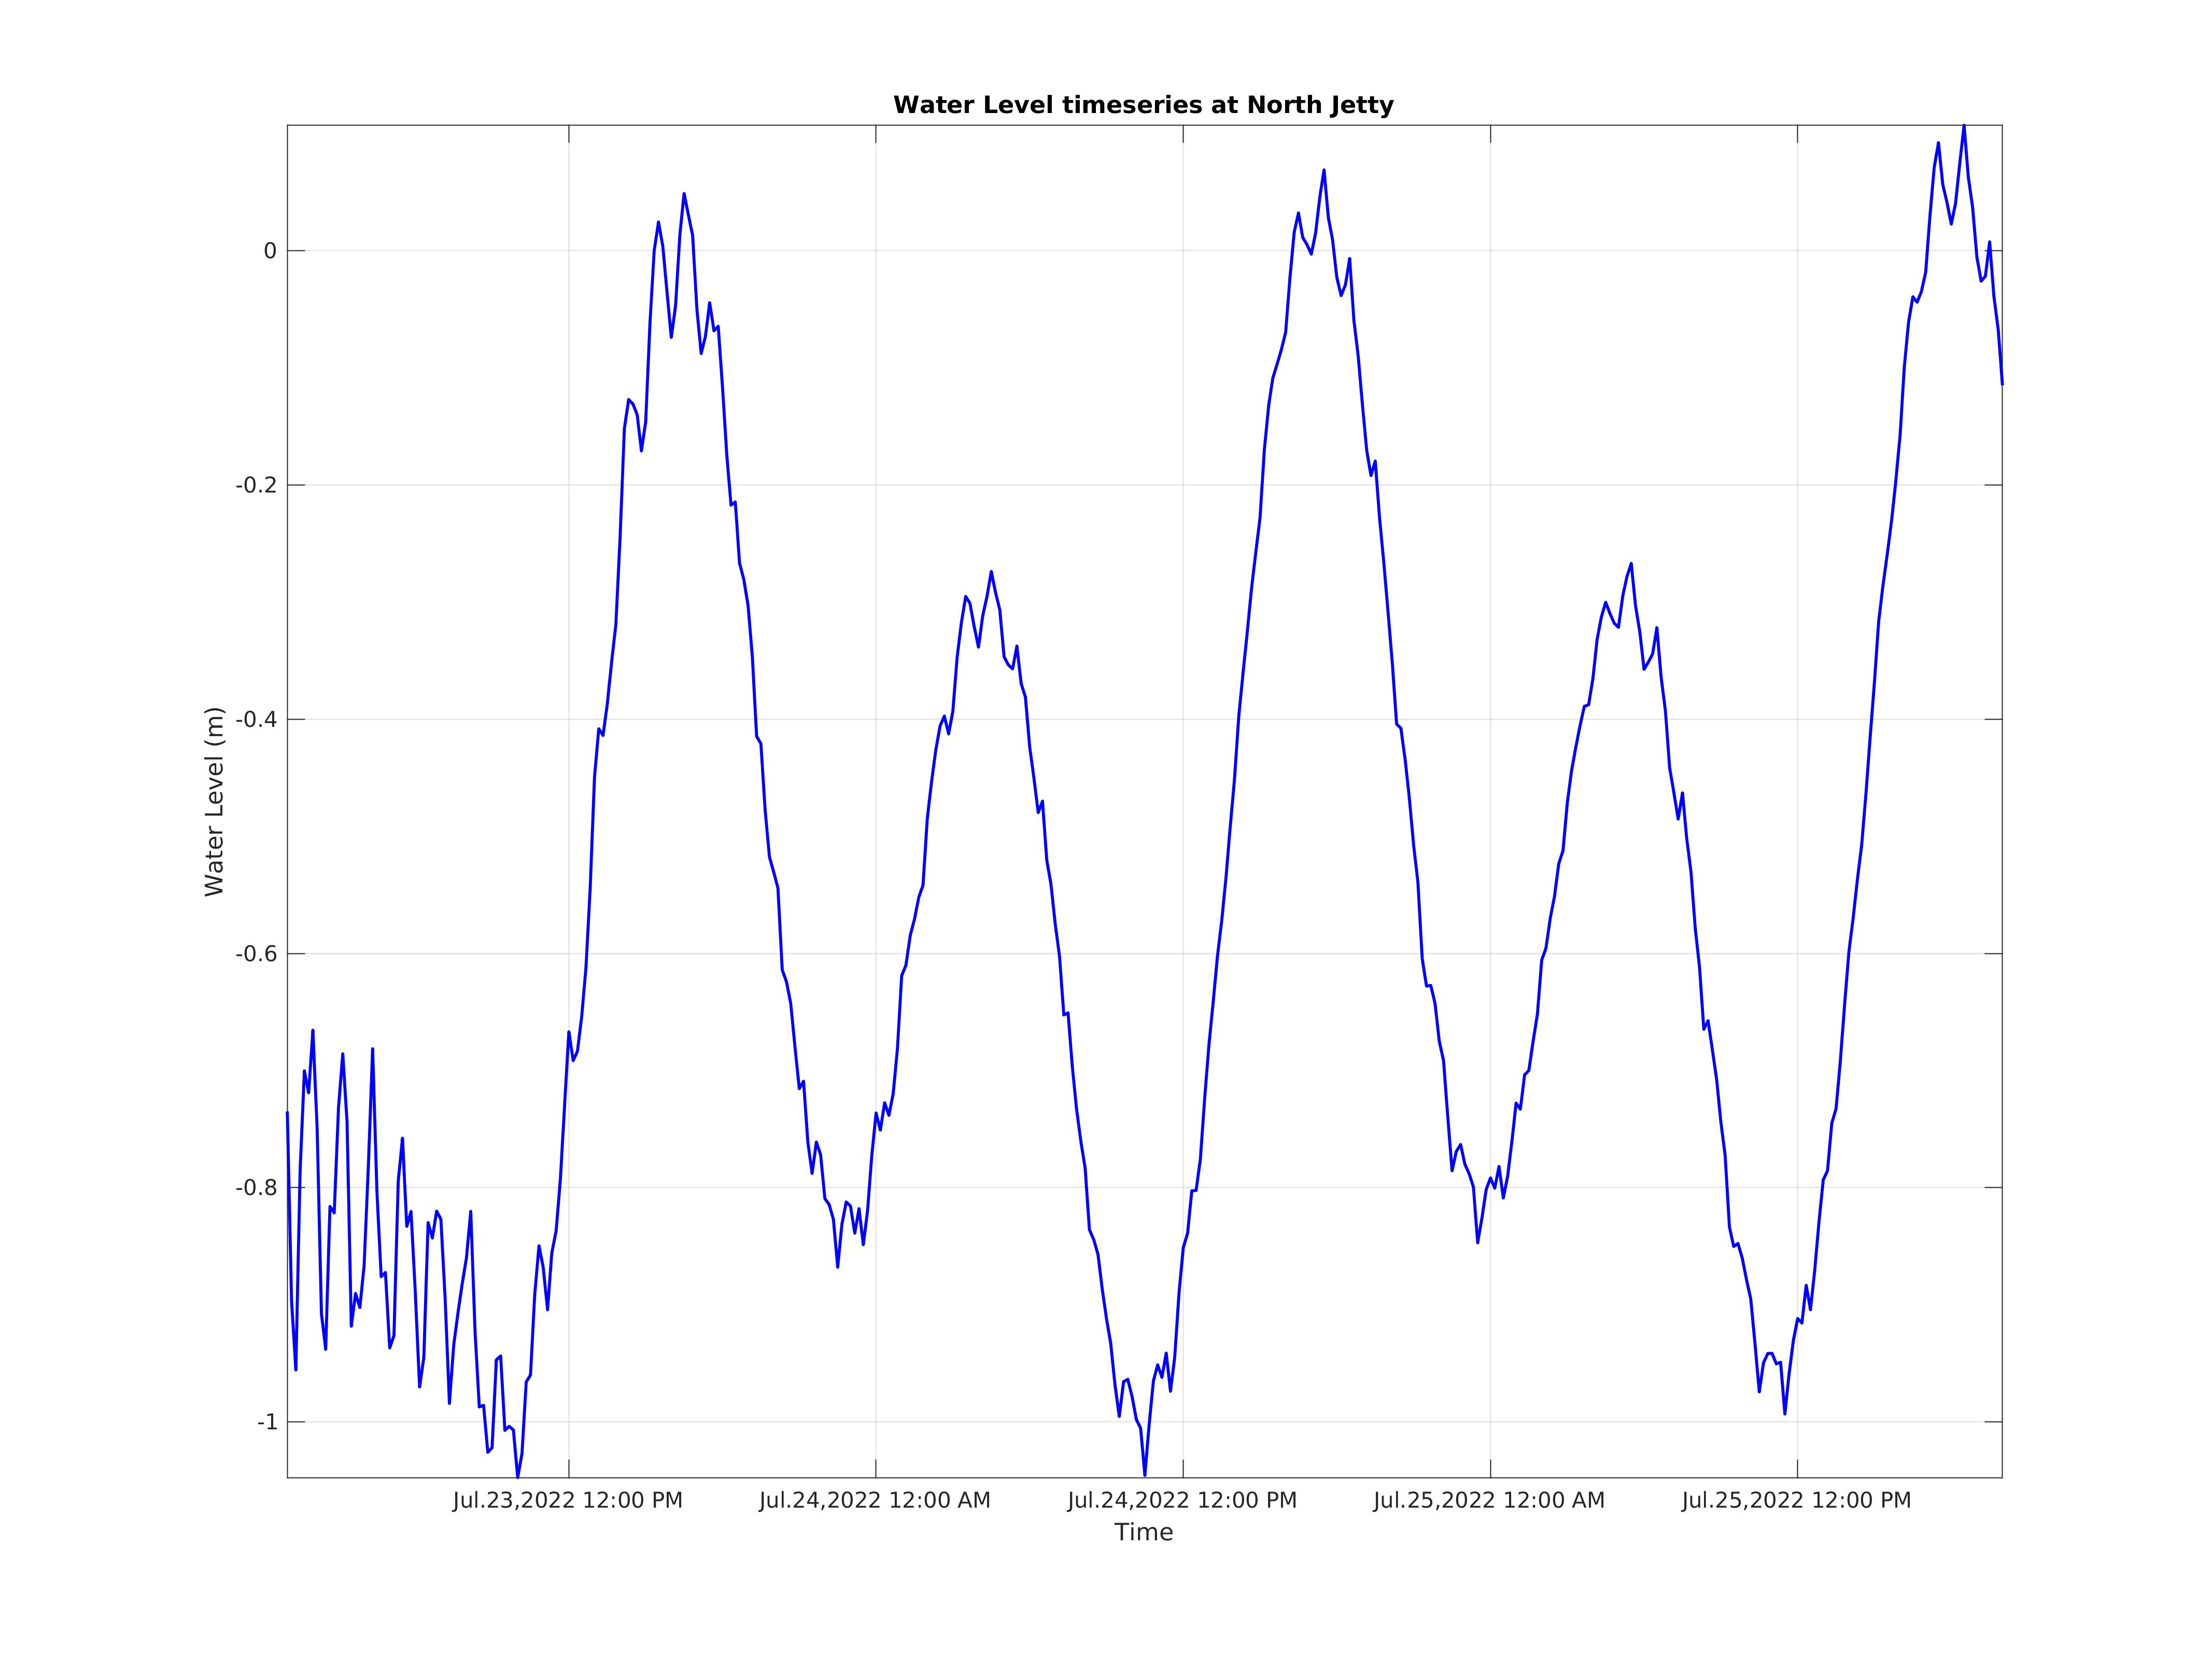 Water Level timeseries at North Jetty
0
-0.2
-0.4
-0.6
-0.8
-1
Water Level (m)
Jul.23,2022 12:00 PM
Jul.24,2022 12:00 AM
Jul.24,2022 12:00 PM
Jul.25,2022 12:00 AM
Jul.25,2022 12:00 PM
Time